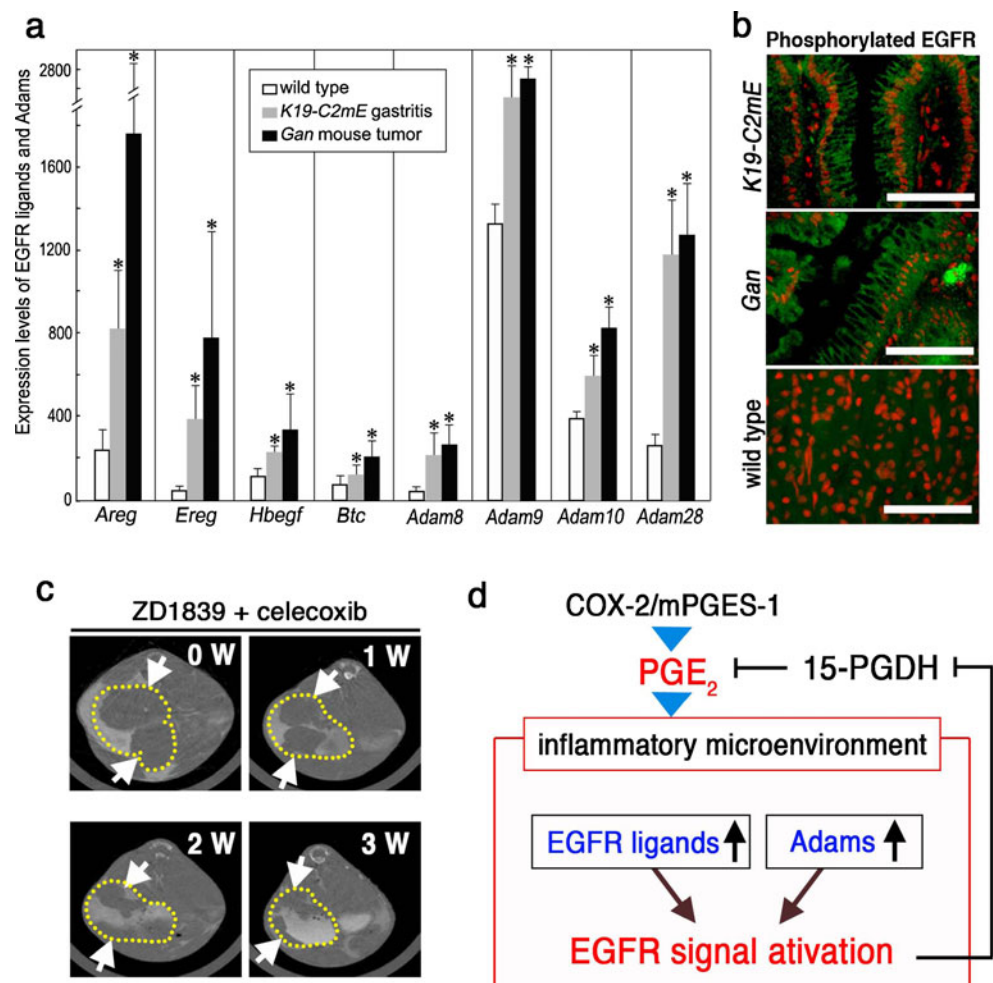 a
Expression levels of EGFR ligands and Adams
2800
1600
1200
800
400
0
wild type
K19-C2mE gastritis
Gan mouse tumor
* * * * * * * * * * * * * * * *
Areg Ereg Hbegf Btc Adam8 Adam9 Adam10 Adam28
b
Phosphorylated EGFR
K19-C2mE
Gan
wild type
c
ZD1839 + celecoxib
0 W 1 W
2 W 3 W
d
COX-2/mPGES-1
PGE2 15-PGDH
inflammatory microenvironment
EGFR ligands Adams
EGFR signal ativation